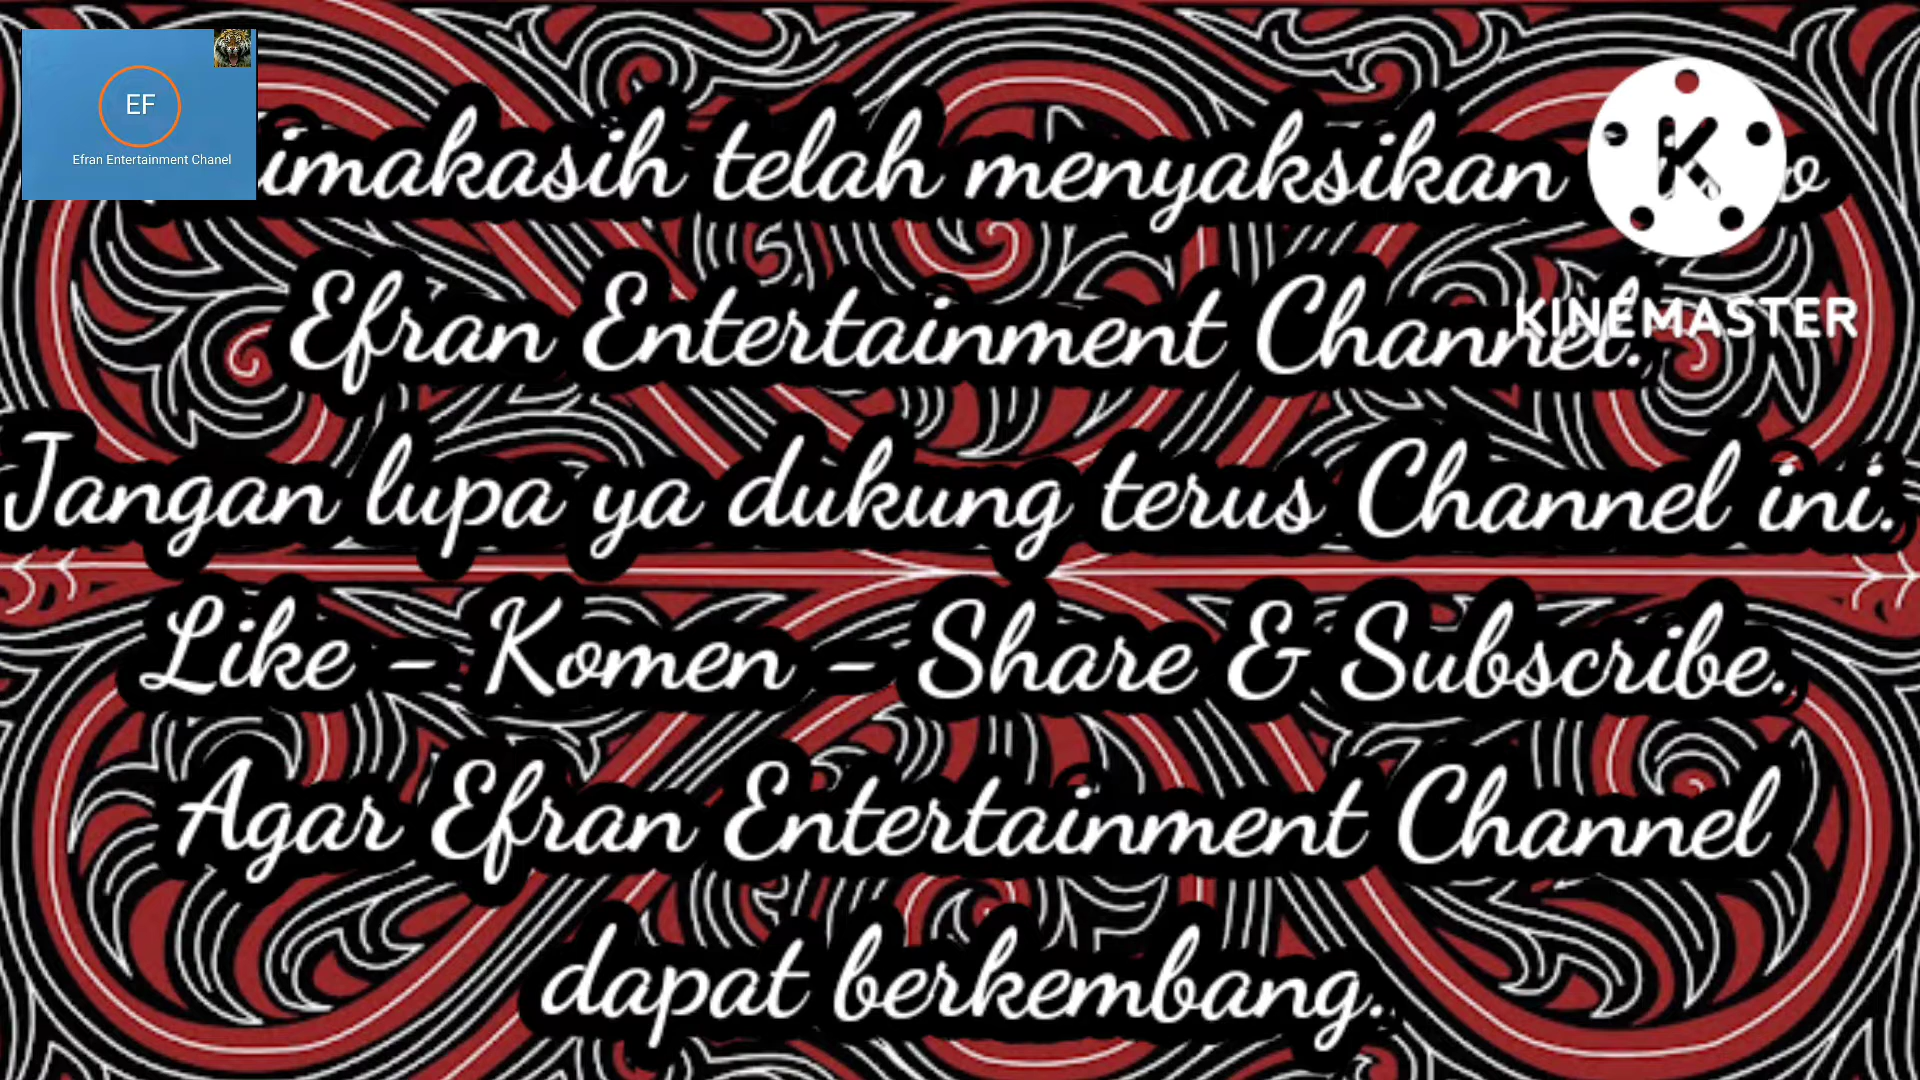 EF
Efran Entertainment Chanel
telah menyaksikan
Efran Entertainment Channel.
KINEMASTER
Jangan lupa ya dukung terus Channel ini.
Like - Komen - Share & Subscribe.
Agar Efran Entertainment Channel
dapat berkembang.